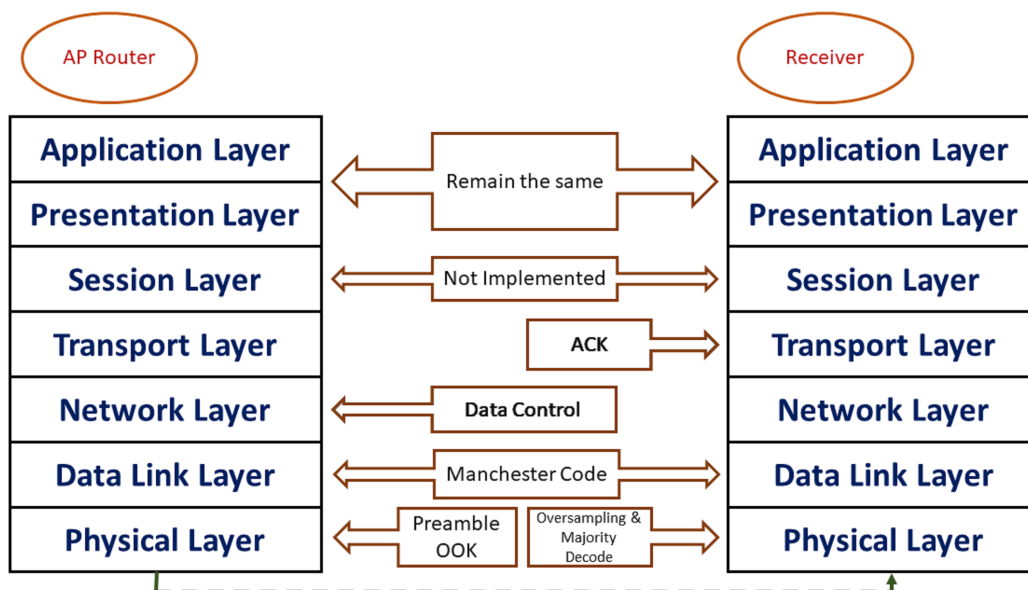 AP Router
Receiver
Application Layer
Remain the same
Application Layer
Presentation Layer
Presentation Layer
Session Layer
Not Implemented
Session Layer
Transport Layer
ACK
Transport Layer
Network Layer
Data Control
Network Layer
Data Link Layer
Manchester Code
Data Link Layer
Physical Layer
Preamble
OOK
Oversampling &
Majority
Decode
Physical Layer